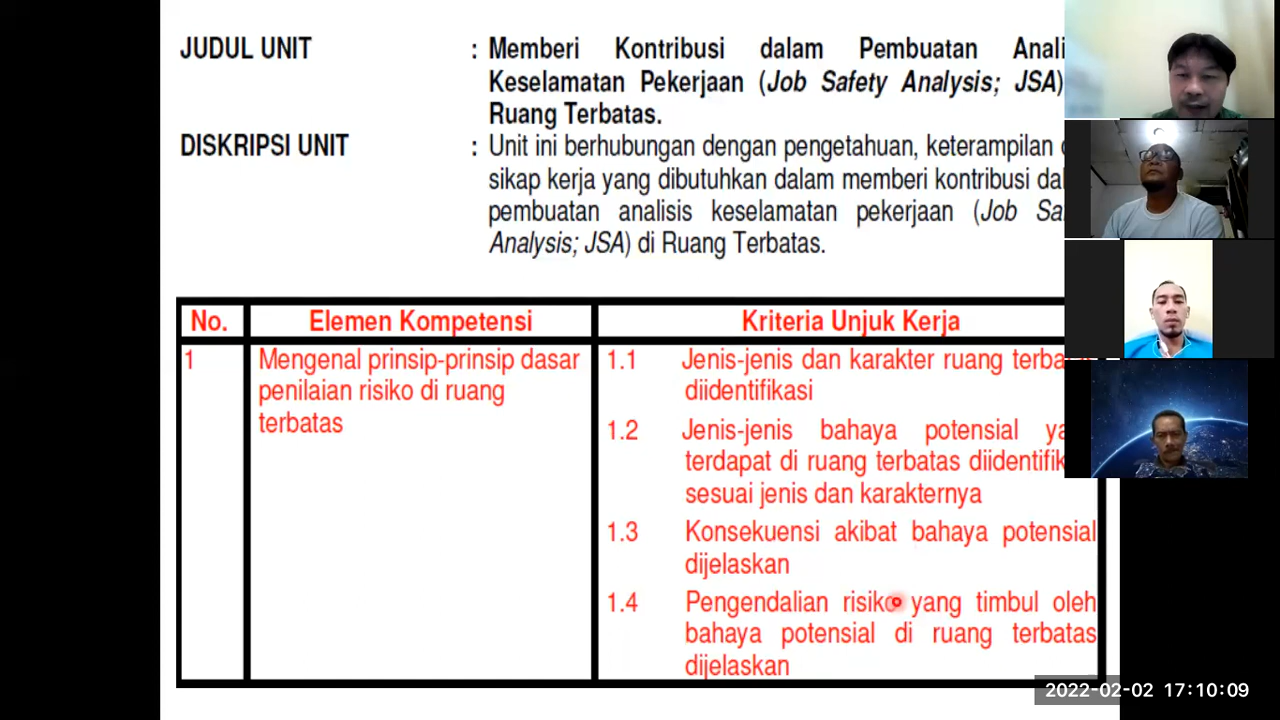 JUDUL UNIT : Memberi Kontribusi dalam Pembuatan
Keselamatan Pekerjaan (Job Safety Analysis; JSA)
Ruang Terbatas.
DISKRIPSI UNIT : Unit ini berhubungan dengan pengetahuan, keterampilan
sikap kerja yang dibutuhkan dalam memberi kontribusi
pembuatan analisis keselamatan pekerjaan (Job
Analysis; JSA) di Ruang Terbatas.
No. Elemen Kompetensi Kriteria Unjuk Kerja
1 Mengenal prinsip-prinsip dasar
penilaian risiko di ruang
terbatas
1.1 Jenis-jenis dan karakter ruang
diidentifikasi
1.2 Jenis-jenis bahaya potensial
terdapat di ruang terbatas
sesuai jenis dan karakternya
1.3 Konsekuensi akibat bahaya potensial
dijelaskan
1.4 Pengendalian risiko yang timbul oleh
bahaya potensial di ruang terbatas
dijelaskan
2022-02-02 17:10:09